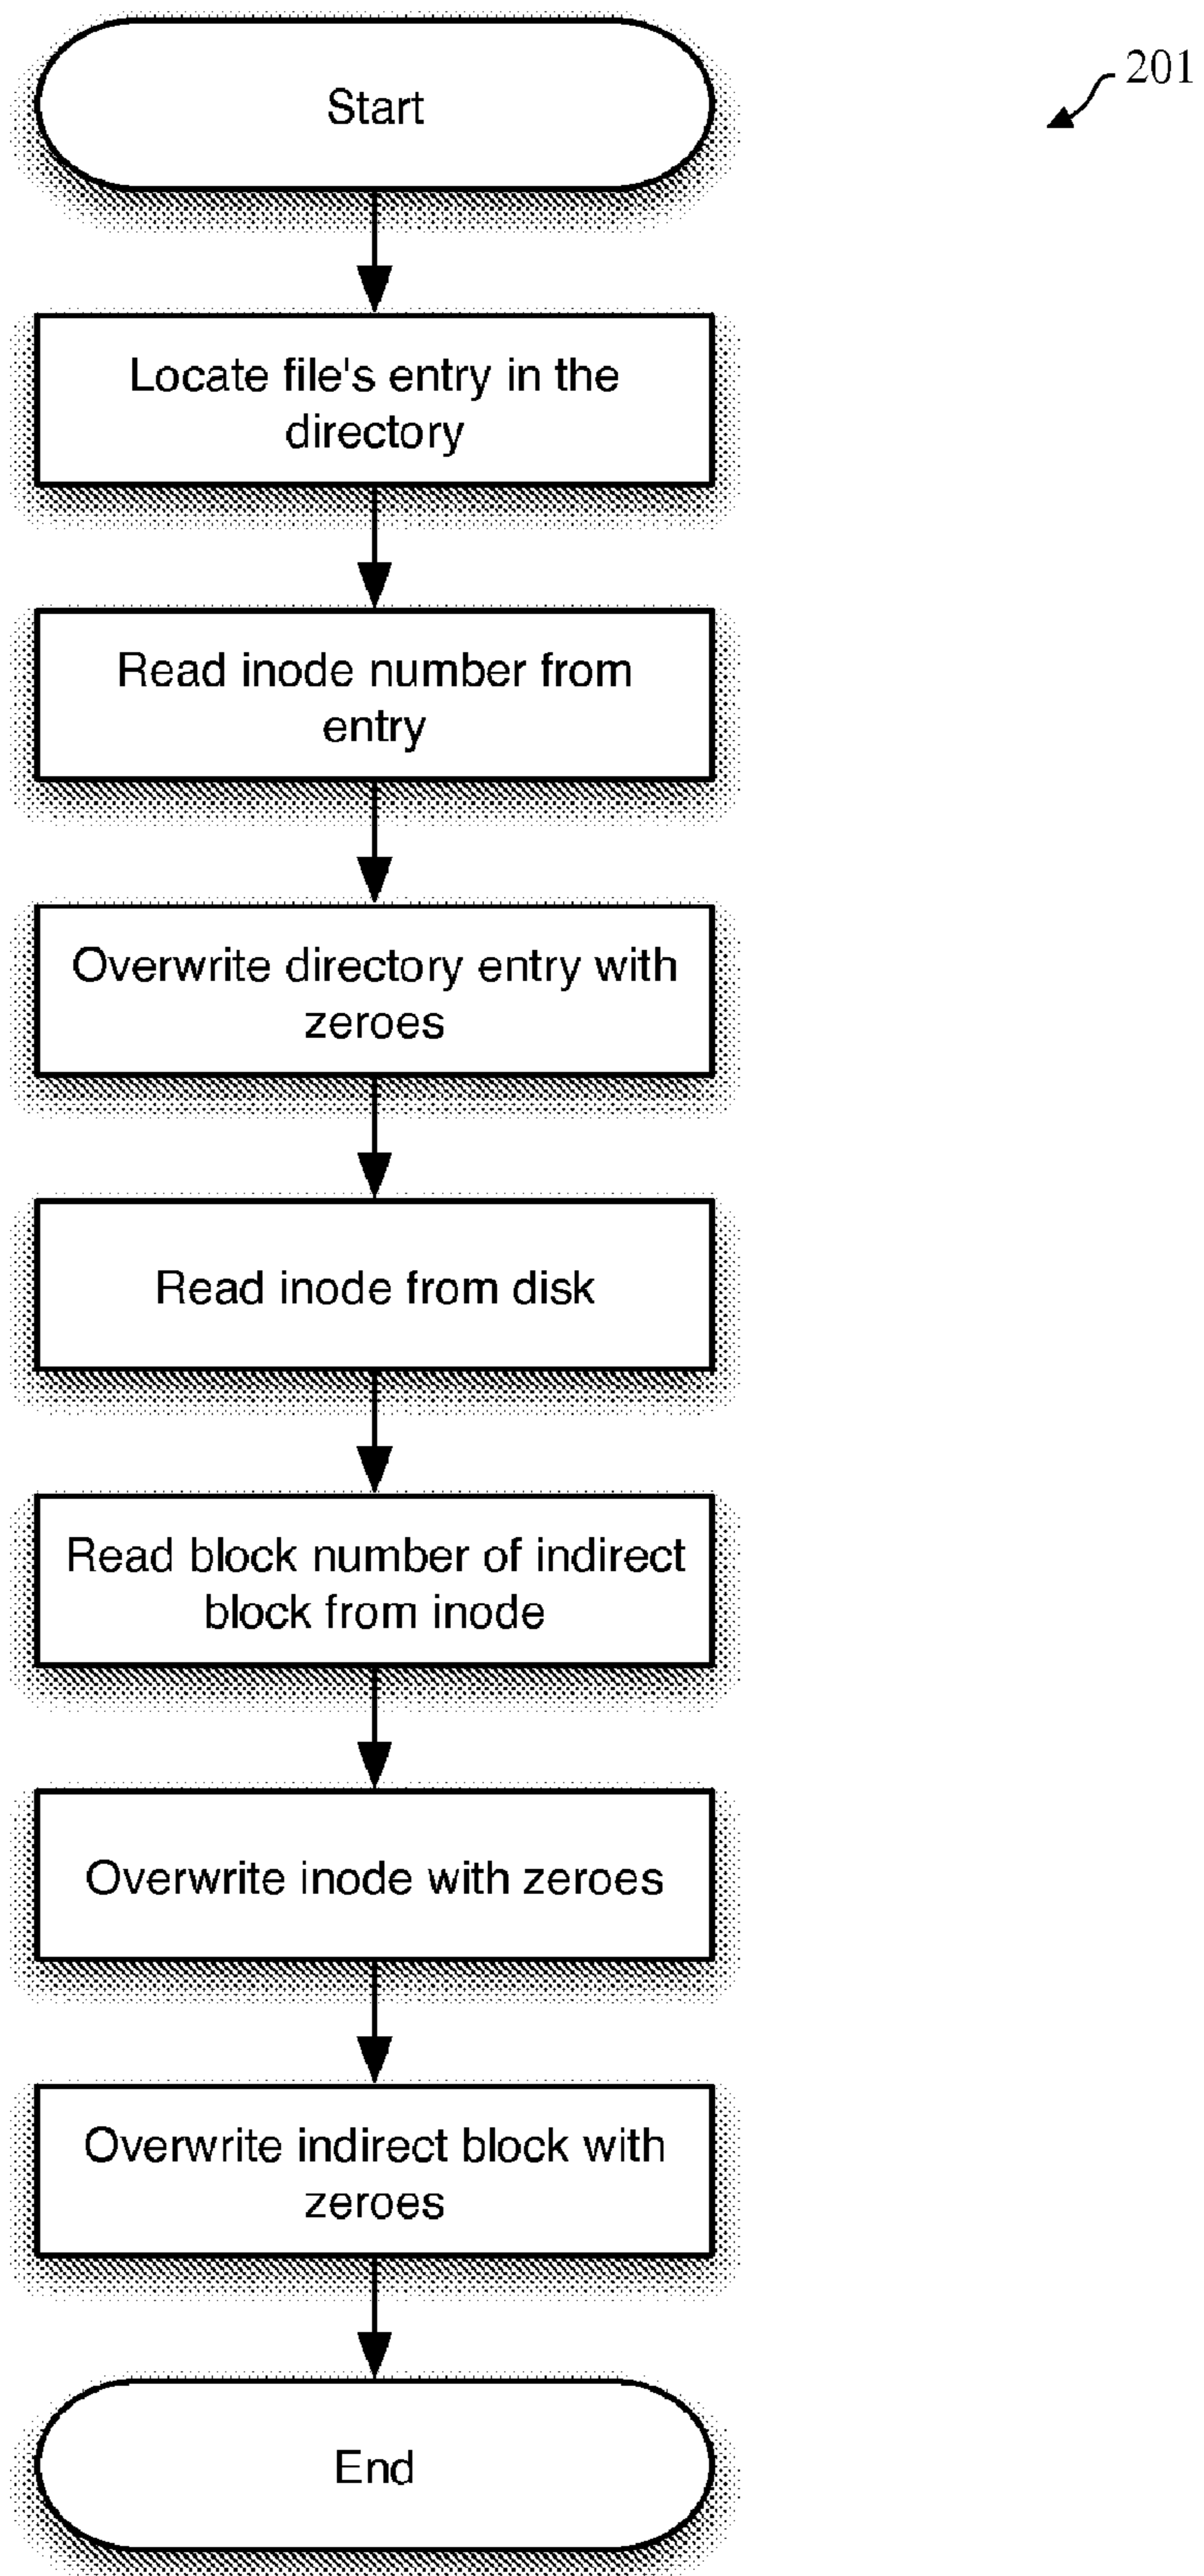 Start
201
Locate file's entry in the
directory
Read inode number from
entry
Overwrite directory entry with
zeroes
Read inode from disk
Read block number of indirect
block from inode
Overwrite inode with zeroes
Overwrite indirect block with
zeroes
End